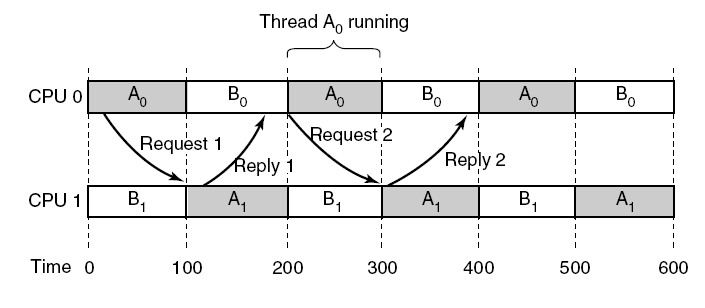 Thread A₀ running
CPU 0 A₀ B₀ A₀ B₀ A₀ B₀
Request 1 Reply 1 Request 2 Reply 2
CPU 1 B₁ A₁ B₁ A₁ B₁ A₁
Time 0 100 200 300 400 500 600